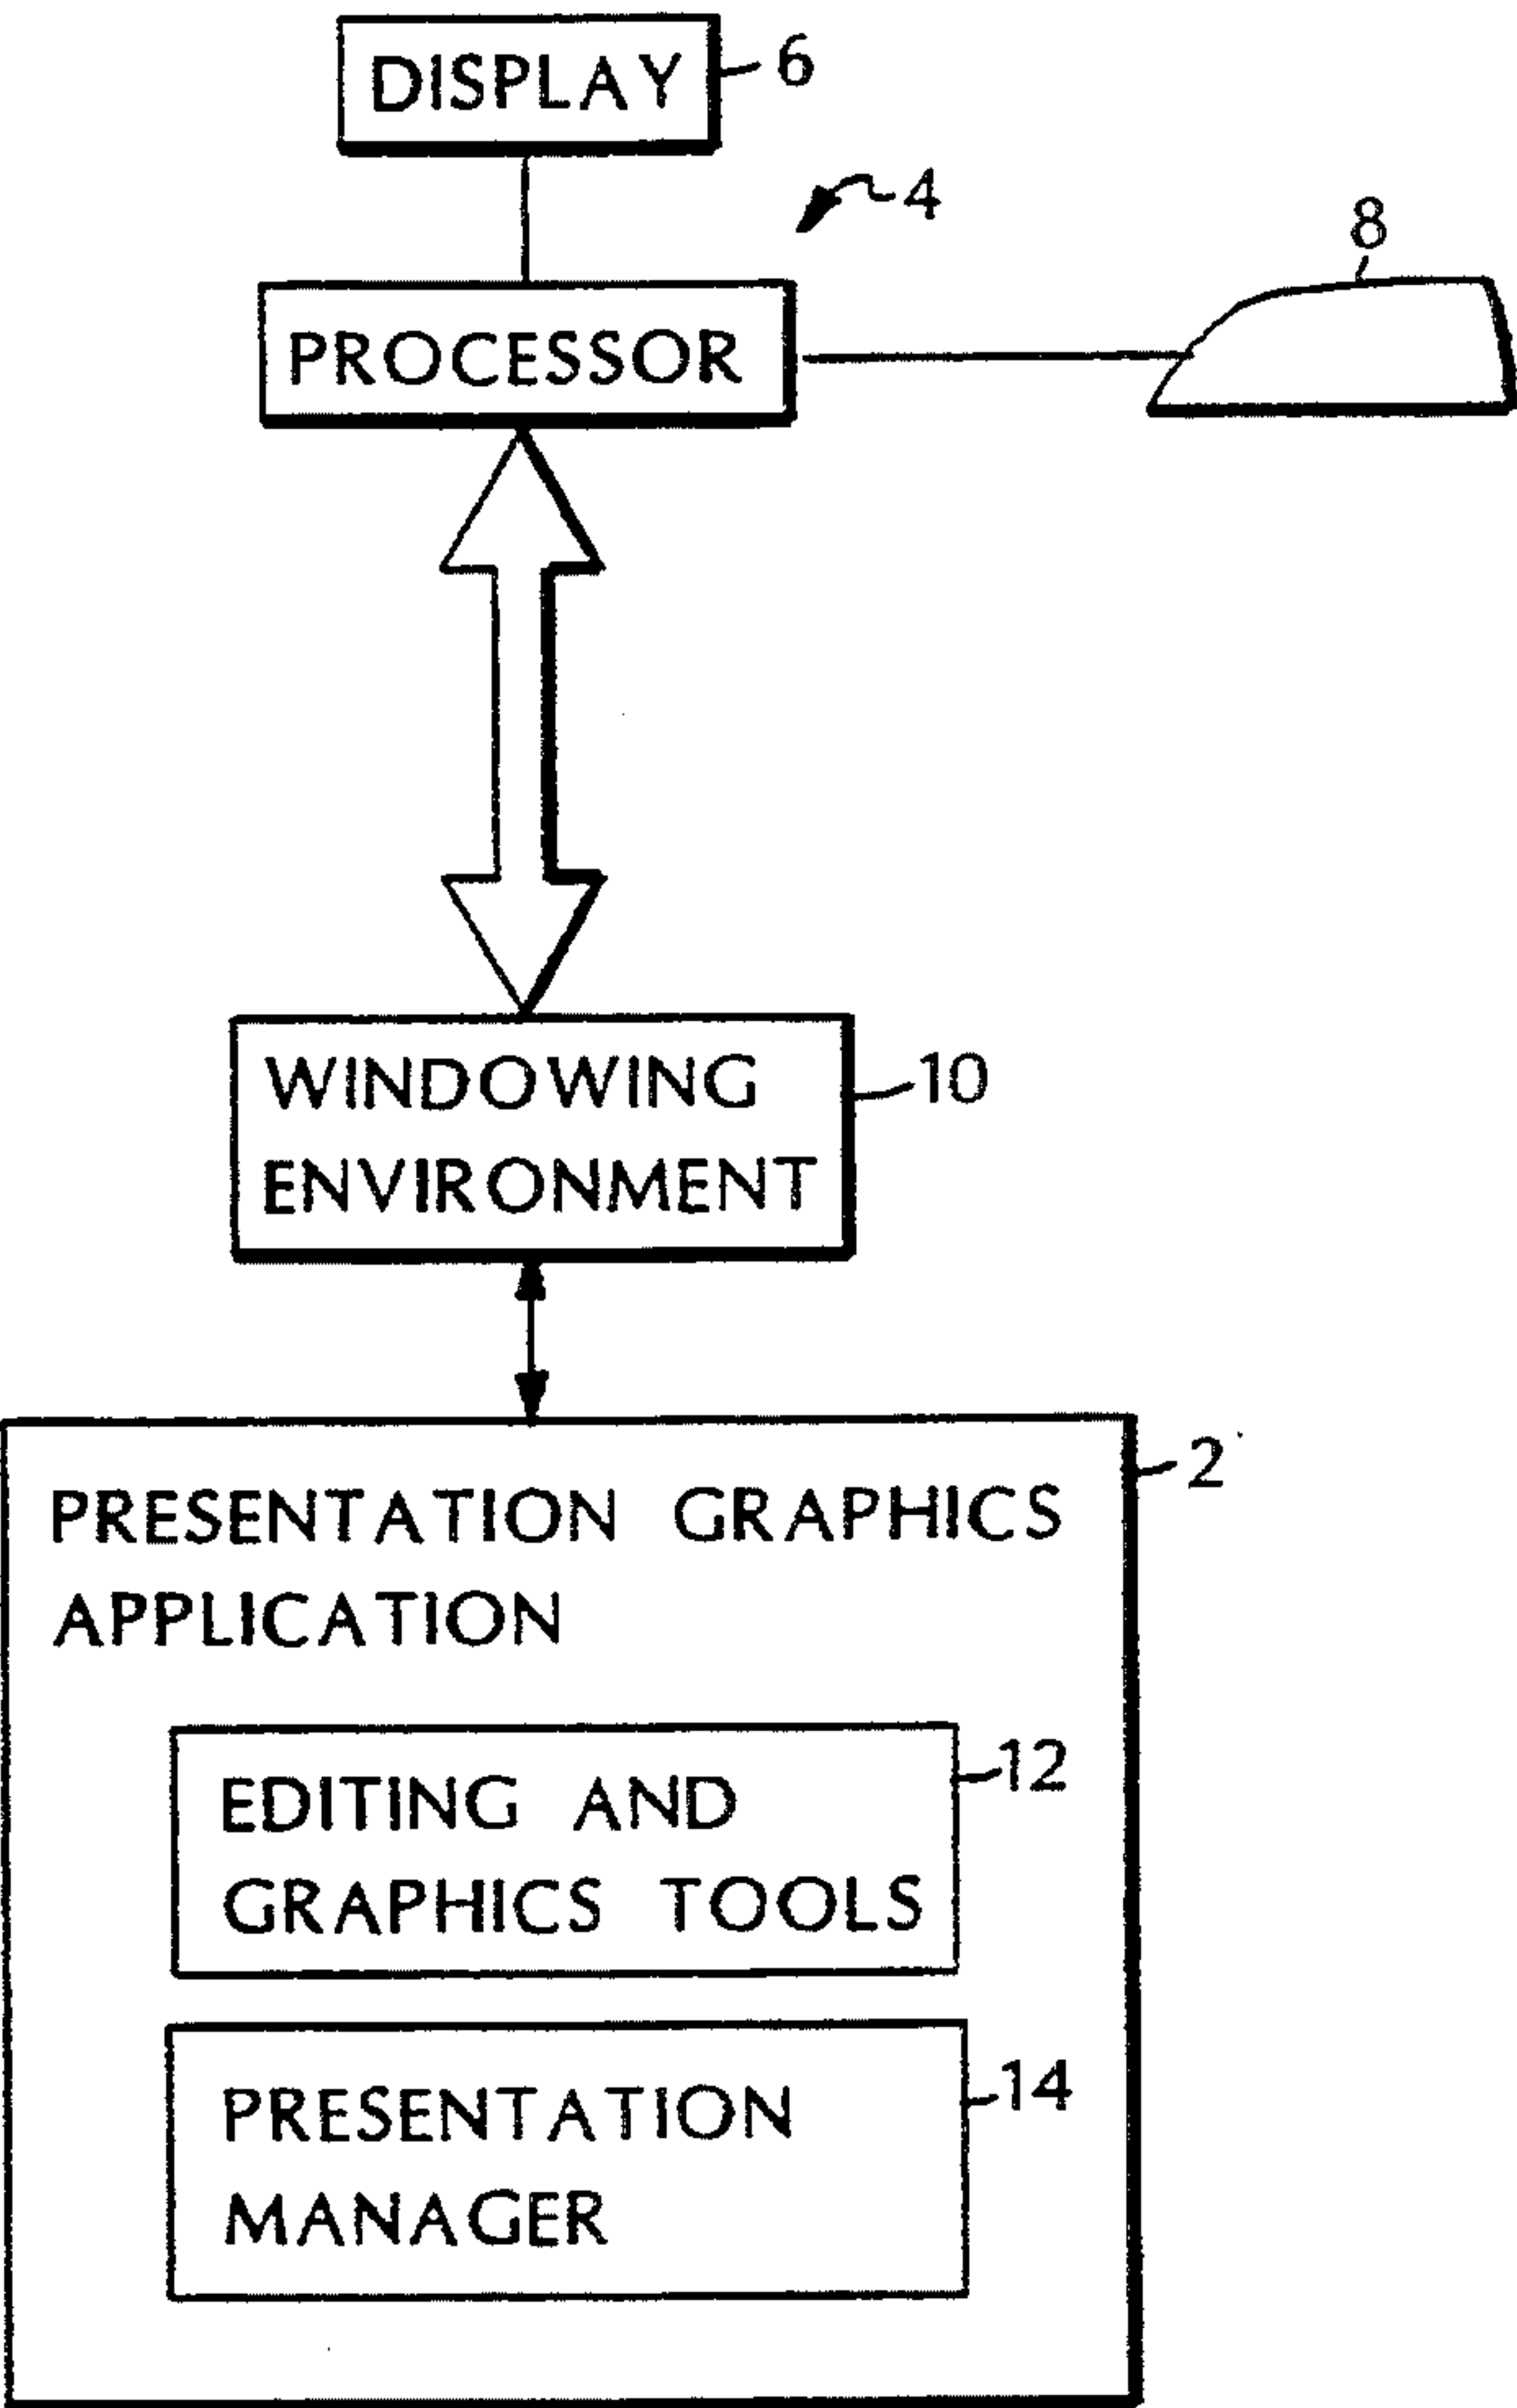 DISPLAY 6
4
8
PROCESSOR
WINDOWING 10
ENVIRONMENT
2
PRESENTATION GRAPHICS
APPLICATION
12
EDITING AND
GRAPHICS TOOLS
14
PRESENTATION
MANAGER